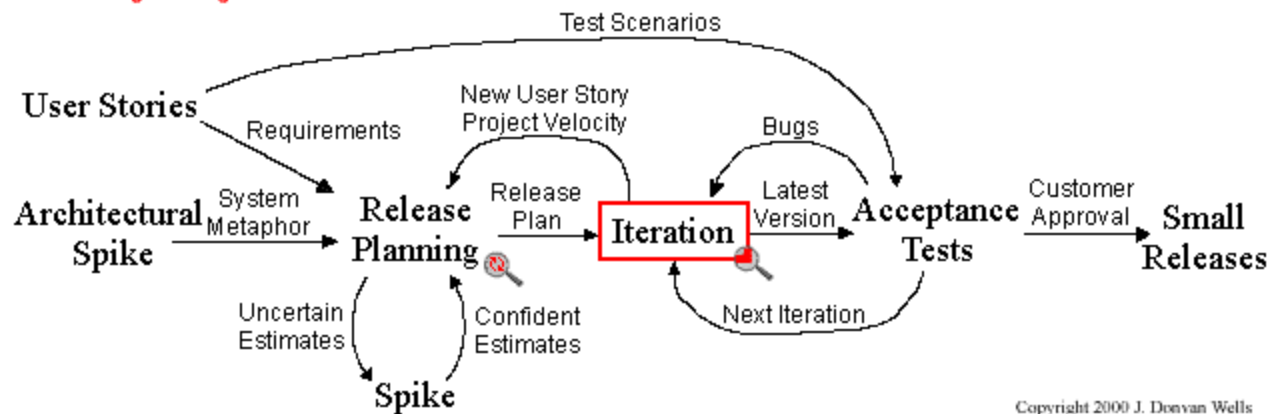 Test Scenarios
User Stories
New User Story
Project Velocity
Bugs
Requirements
Architectural
Spike
System
Metaphor
Release
Planning
Release
Plan
Iteration
Latest
Version
Acceptance
Tests
Customer
Approval
Small
Releases
Uncertain
Estimates
Confident
Estimates
Next Iteration
Spike
Copyright 2000 J. Donvan Wells